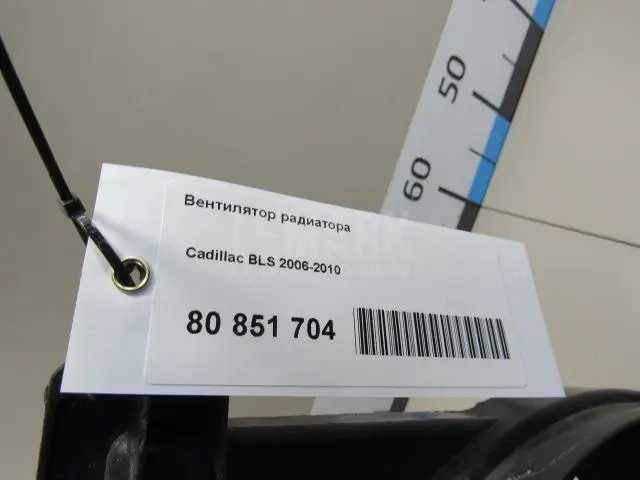 50
60
Вентилятор радиатора
Cadillac BLS 2006-2010
80 851 704